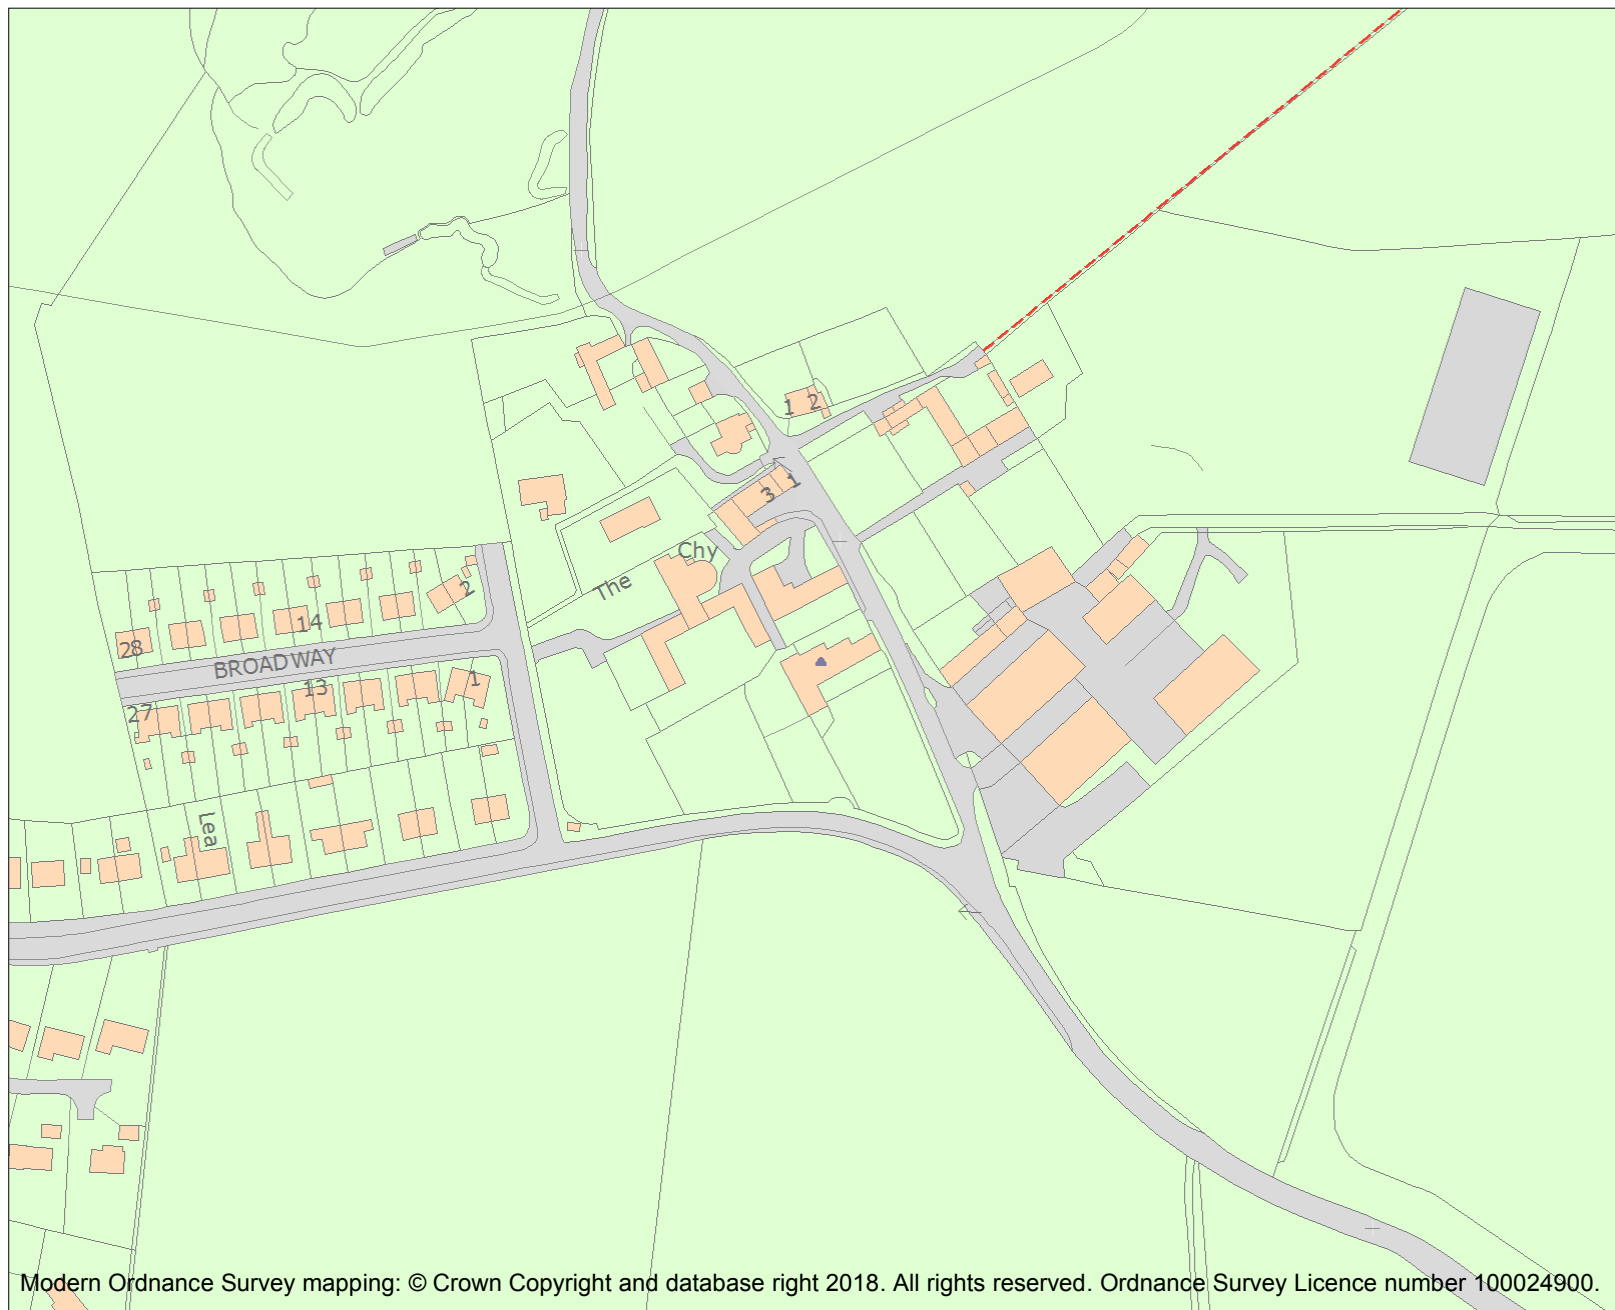 1 2
3 1
Chy
The
2
14
28
BROADWAY
1
13
27
Lea
Modern Ordnance Survey mapping: © Crown Copyright and database right 2018. All rights reserved. Ordnance Survey Licence number 100024900.